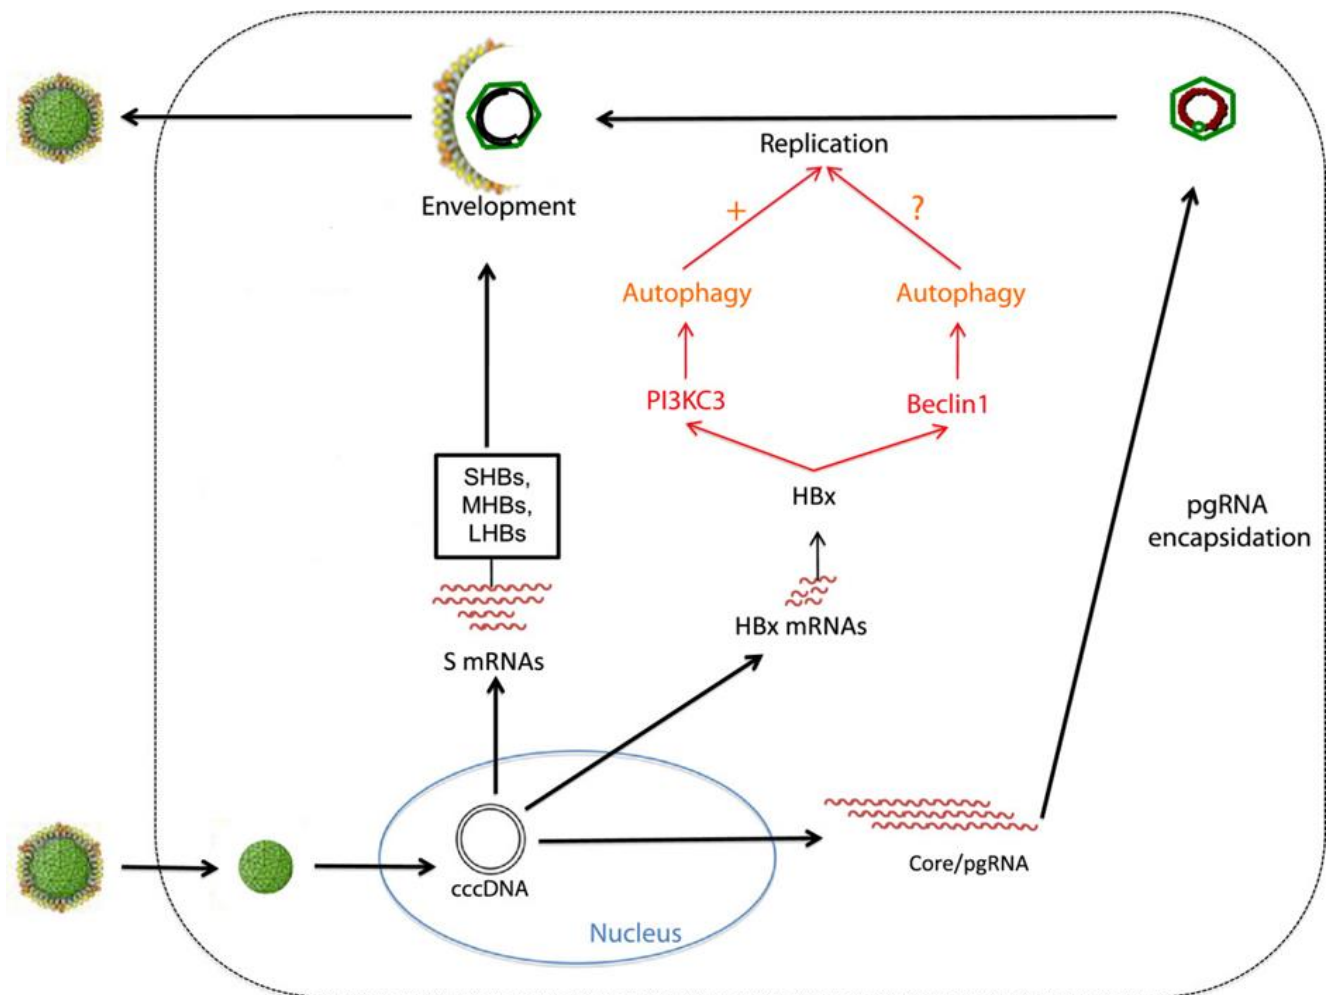 Replication
+
?
Envelopment
Autophagy
Autophagy
PI3KC3
Beclin1
SHBs,
MHBs,
LHBs
HBx
pgRNA
encapsidation
HBx mRNAs
S mRNAs
Core/pgRNA
cccDNA
Nucleus